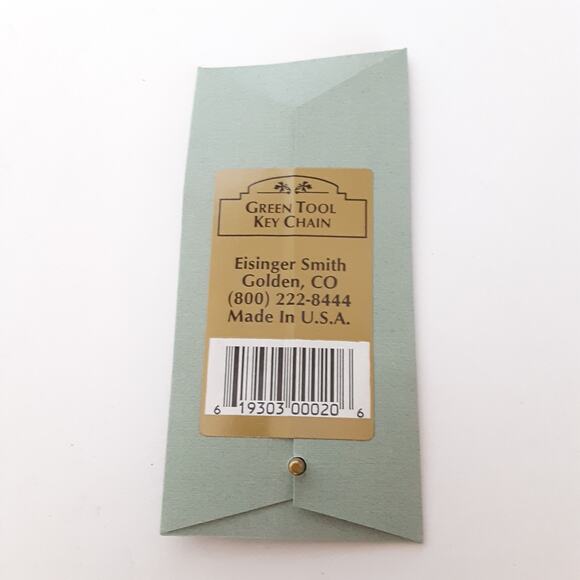 GREEN TOOL
KEY CHAIN
Eisinger Smith
Golden, CO
(800) 222-8444
Made In U.S.A.
6 19303 00020 6